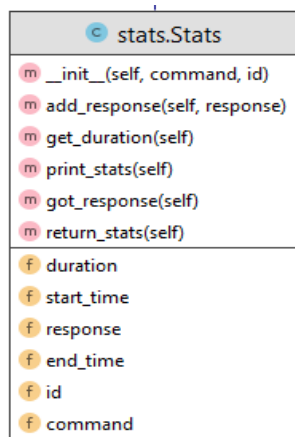 C stats.Stats
m __init__(self, command, id)
m add_response(self, response)
m get_duration(self)
m print_stats(self)
m got_response(self)
m return_stats(self)
f duration
f start_time
f response
f end_time
f id
f command